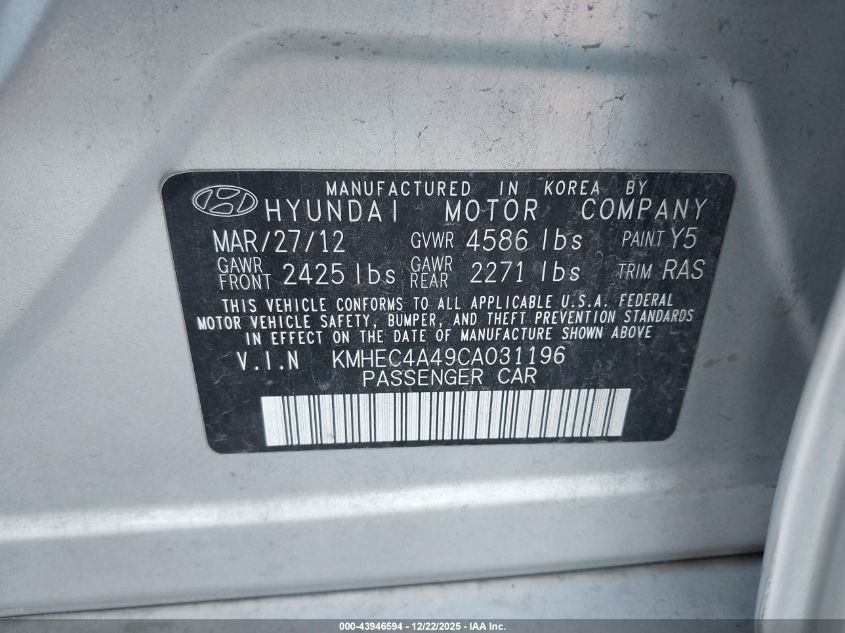 MANUFACTURED IN KOREA BY
HYUNDAI MOTOR COMPANY
MAR/27/12 GVWR 4586 lbs PAINT Y5
GAWR FRONT 2425 lbs GAWR REAR 2271 lbs TRIM RAS
THIS VEHICLE CONFORMS TO ALL APPLICABLE U.S.A. FEDERAL
MOTOR VEHICLE SAFETY, BUMPER, AND THEFT PREVENTION STANDARDS
IN EFFECT ON THE DATE OF MANUFACTURE SHOWN ABOVE
V.I.N KMHEC4A49CA031196
PASSENGER CAR
000-43946594 - 12/22/2025 - IAA Inc.